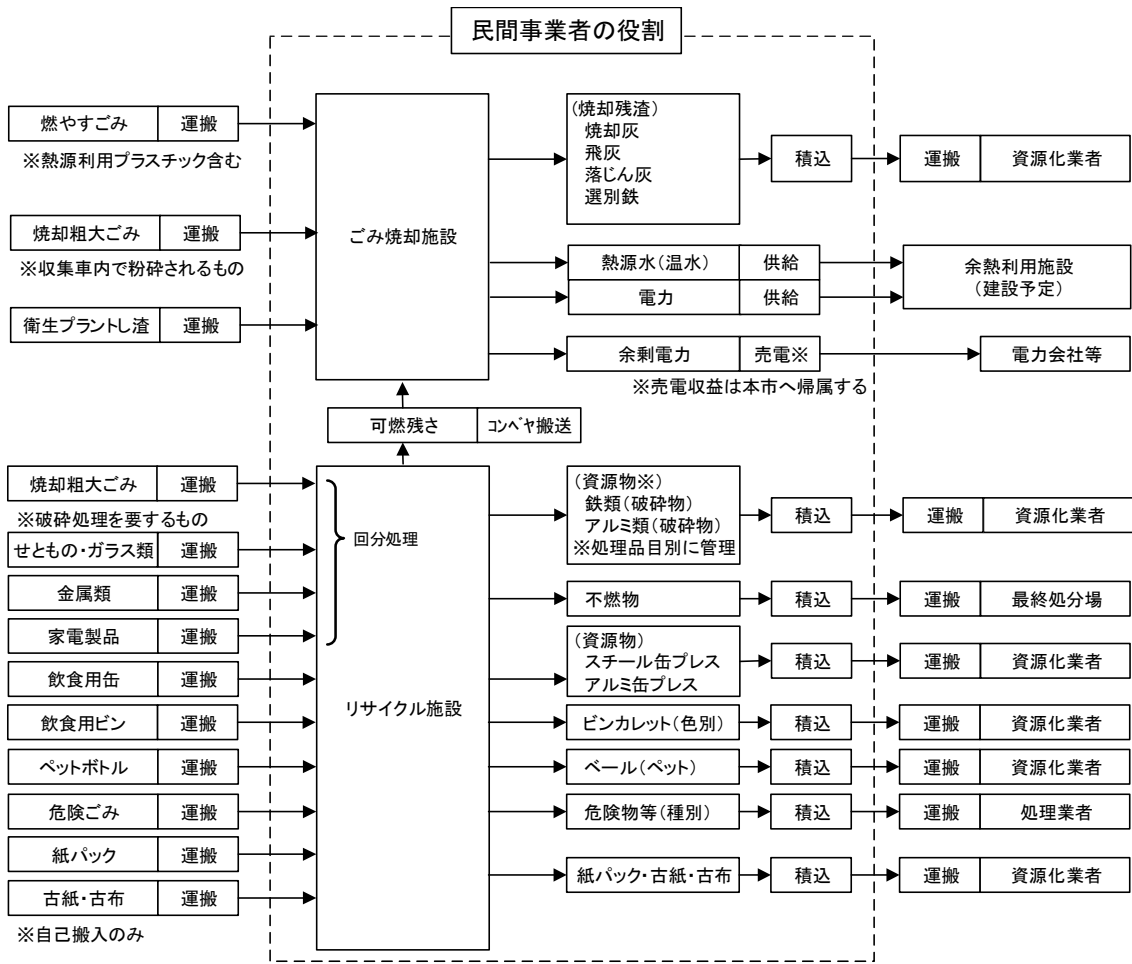 民間事業者の役割
燃やすごみ 運搬
※熱源利用プラスチック含む
焼却粗大ごみ 運搬
※収集車内で粉砕されるもの
衛生プラントし渣 運搬
ごみ焼却施設
(焼却残渣)
焼却灰
飛灰
落じん灰
選別鉄
積込
運搬 資源化業者
熱源水(温水) 供給
電力 供給
余熱利用施設
(建設予定)
余剰電力 売電※
電力会社等
※売電収益は本市へ帰属する
可燃残さ コンベヤ搬送
焼却粗大ごみ 運搬
※破砕処理を要するもの
せともの・ガラス類 運搬
金属類 運搬
家電製品 運搬
飲食用缶 運搬
飲食用ビン 運搬
ペットボトル 運搬
危険ごみ 運搬
紙パック 運搬
古紙・古布 運搬
※自己搬入のみ
回分処理
リサイクル施設
(資源物※)
鉄類(破砕物)
アルミ類(破砕物)
※処理品目別に管理
積込
運搬 資源化業者
不燃物 積込 運搬 最終処分場
(資源物)
スチール缶プレス
アルミ缶プレス
積込
運搬 資源化業者
ビンカレット(色別) 積込 運搬 資源化業者
ベール(ペット) 積込 運搬 資源化業者
危険物等(種別) 積込 運搬 処理業者
紙パック・古紙・古布 積込 運搬 資源化業者